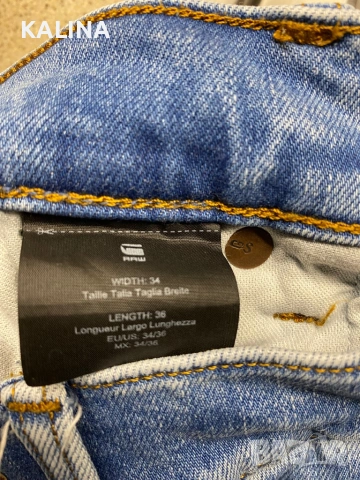 KALINA
RAW
WIDTH: 34
Taille Talla Taglia Breite
LENGTH: 36
Longueur Largo Lunghezza
EU/US: 34/36
MX: 34/36